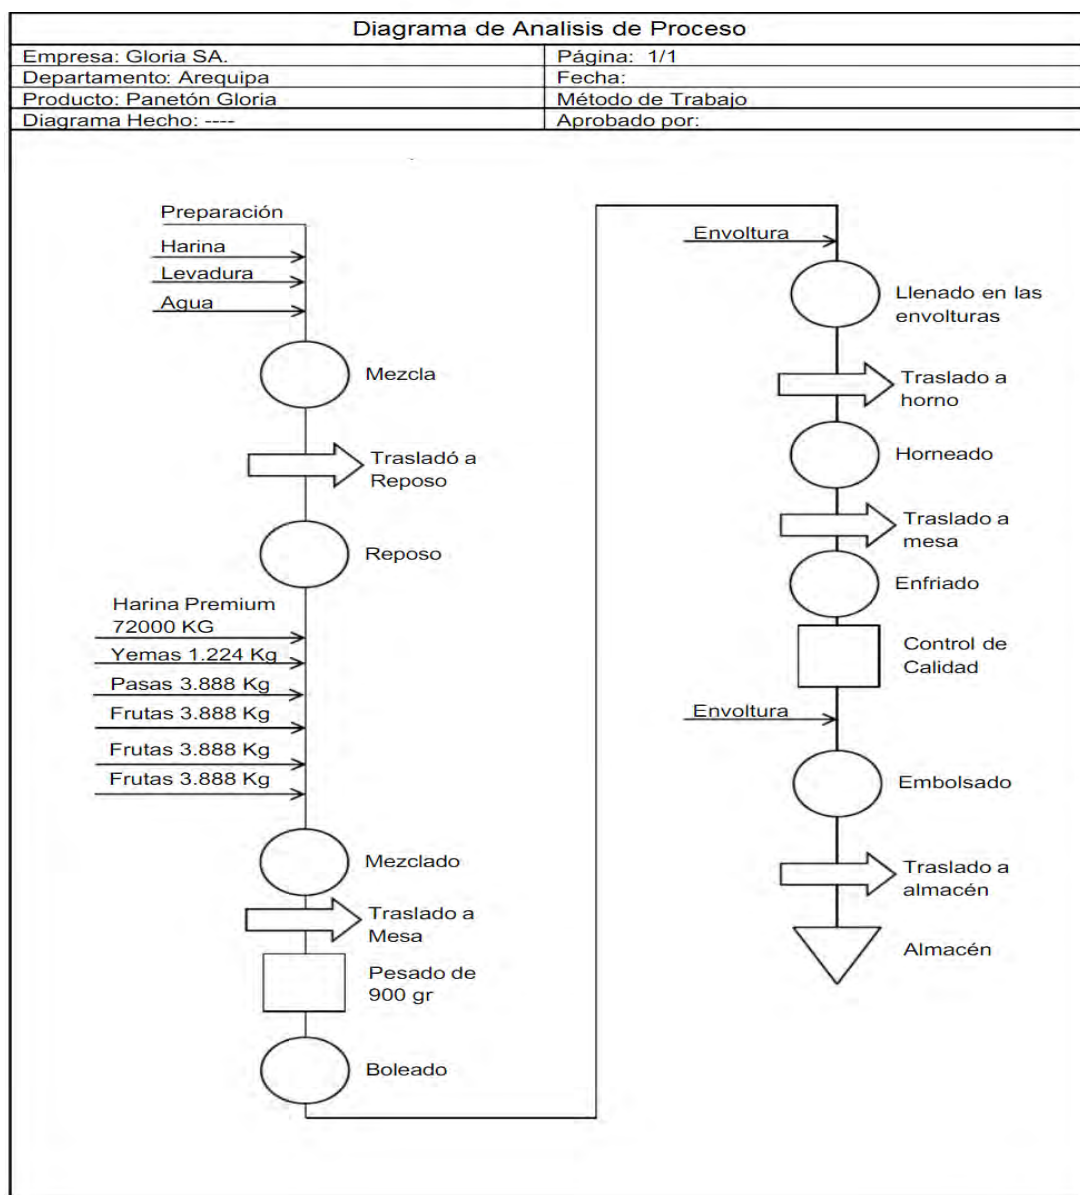 Diagrama de Analisis de Proceso
Empresa: Gloria SA.
Página: 1/1
Departamento: Arequipa
Fecha:
Producto: Panetón Gloria
Método de Trabajo
Diagrama Hecho: ----
Aprobado por:
Preparación
Harina
Levadura
Agua
Mezcla
Trasladó a
Reposo
Reposo
Harina Premium
72000 KG
Yemas 1.224 Kg
Pasas 3.888 Kg
Frutas 3.888 Kg
Frutas 3.888 Kg
Frutas 3.888 Kg
Mezclado
Traslado a
Mesa
Pesado de
900 gr
Boleado
Envoltura
Llenado en las
envolturas
Traslado a
horno
Horneado
Traslado a
mesa
Enfriado
Control de
Calidad
Envoltura
Embolsado
Traslado a
almacén
Almacén